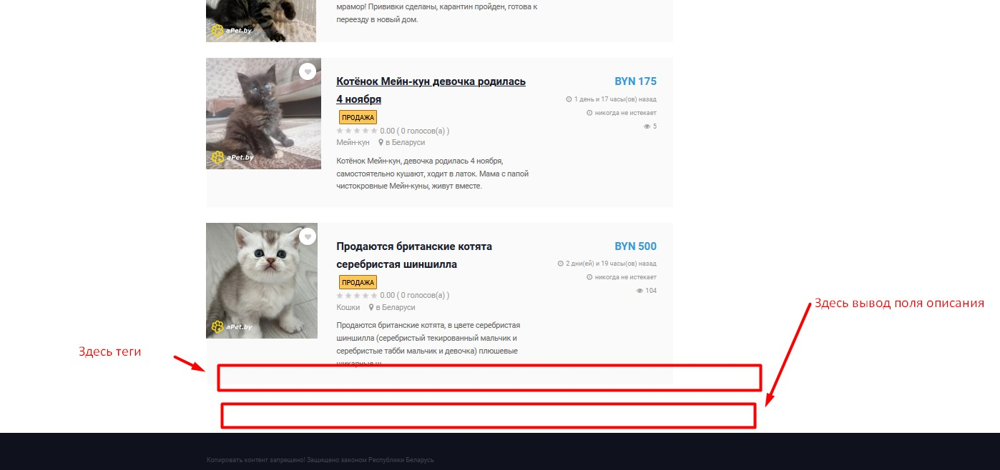 мрамор! Прививки сделаны, карантин пройден, готова к
переезду в новый дом.
aPet.by
Котёнок Мейн-кун девочка родилась
4 ноября
ПРОДАЖА
0.00 ( 0 голосов(а) )
Мейн-кун в Беларуси
Котёнок Мейн-кун, девочка родилась 4 ноября,
самостоятельно кушают, ходит в латок. Мама с папой
чистокровные Мейн-куны, живут вместе.
BYN 175
1 день и 17 часы(ов) назад
никогда не истекает
5
aPet.by
Продаются британские котята
серебристая шиншилла
ПРОДАЖА
0.00 ( 0 голосов(а) )
Кошки в Беларуси
Продаются британские котята, в цвете серебристая
шиншилла (серебристый текированный мальчик и
серебристые табби мальчик и девочка) плюшевые
BYN 500
2 дни(ей) и 19 часы(ов) назад
никогда не истекает
104
aPet.by
Здесь вывод поля описания
Здесь теги
Копировать контент запрещено! Защищено законом Республики Беларусь